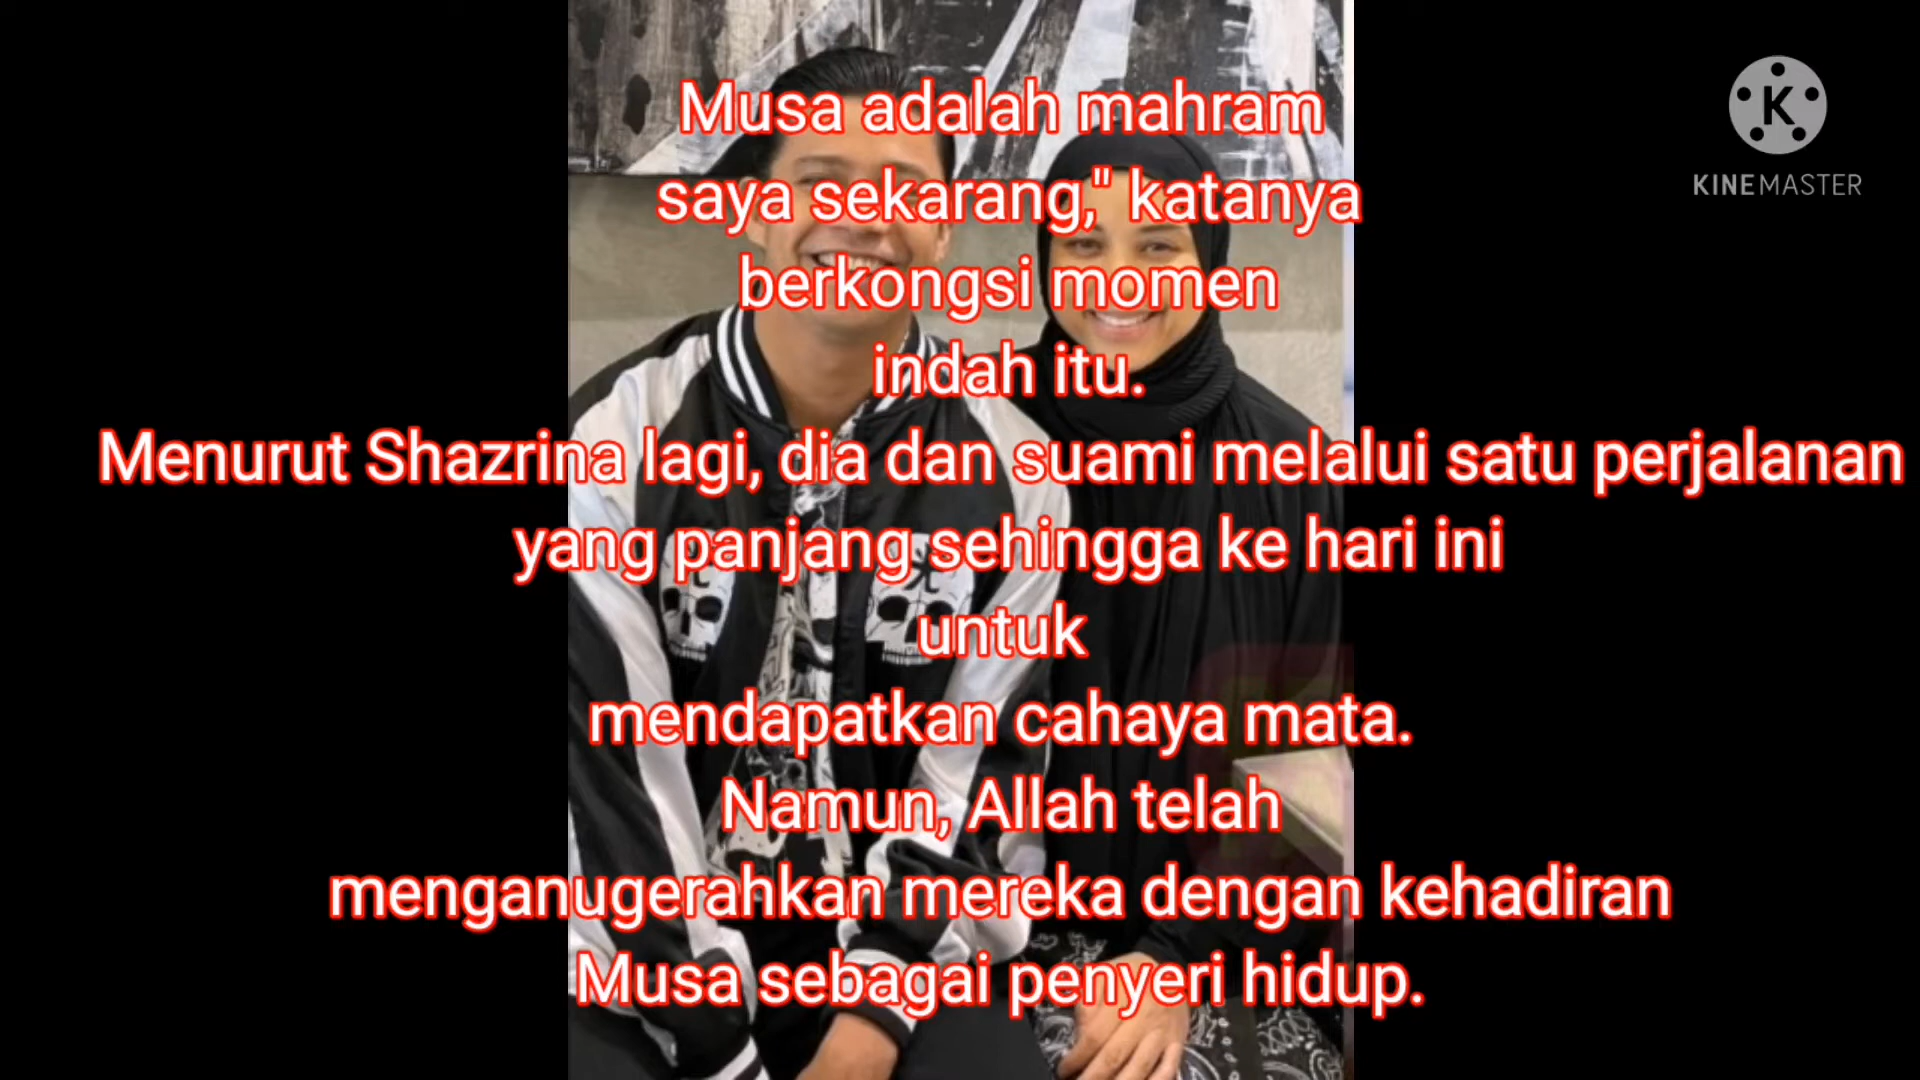 Musa adalah mahram
saya sekarang," katanya
berkongsi momen
indah itu.
Menurut Shazrina lagi, dia dan suami melalui satu perjalanan
yang panjang sehingga ke hari ini
untuk
mendapatkan cahaya mata.
Namun, Allah telah
menganugerahkan mereka dengan kehadiran
Musa sebagai penyeri hidup.
K
KINEMASTER